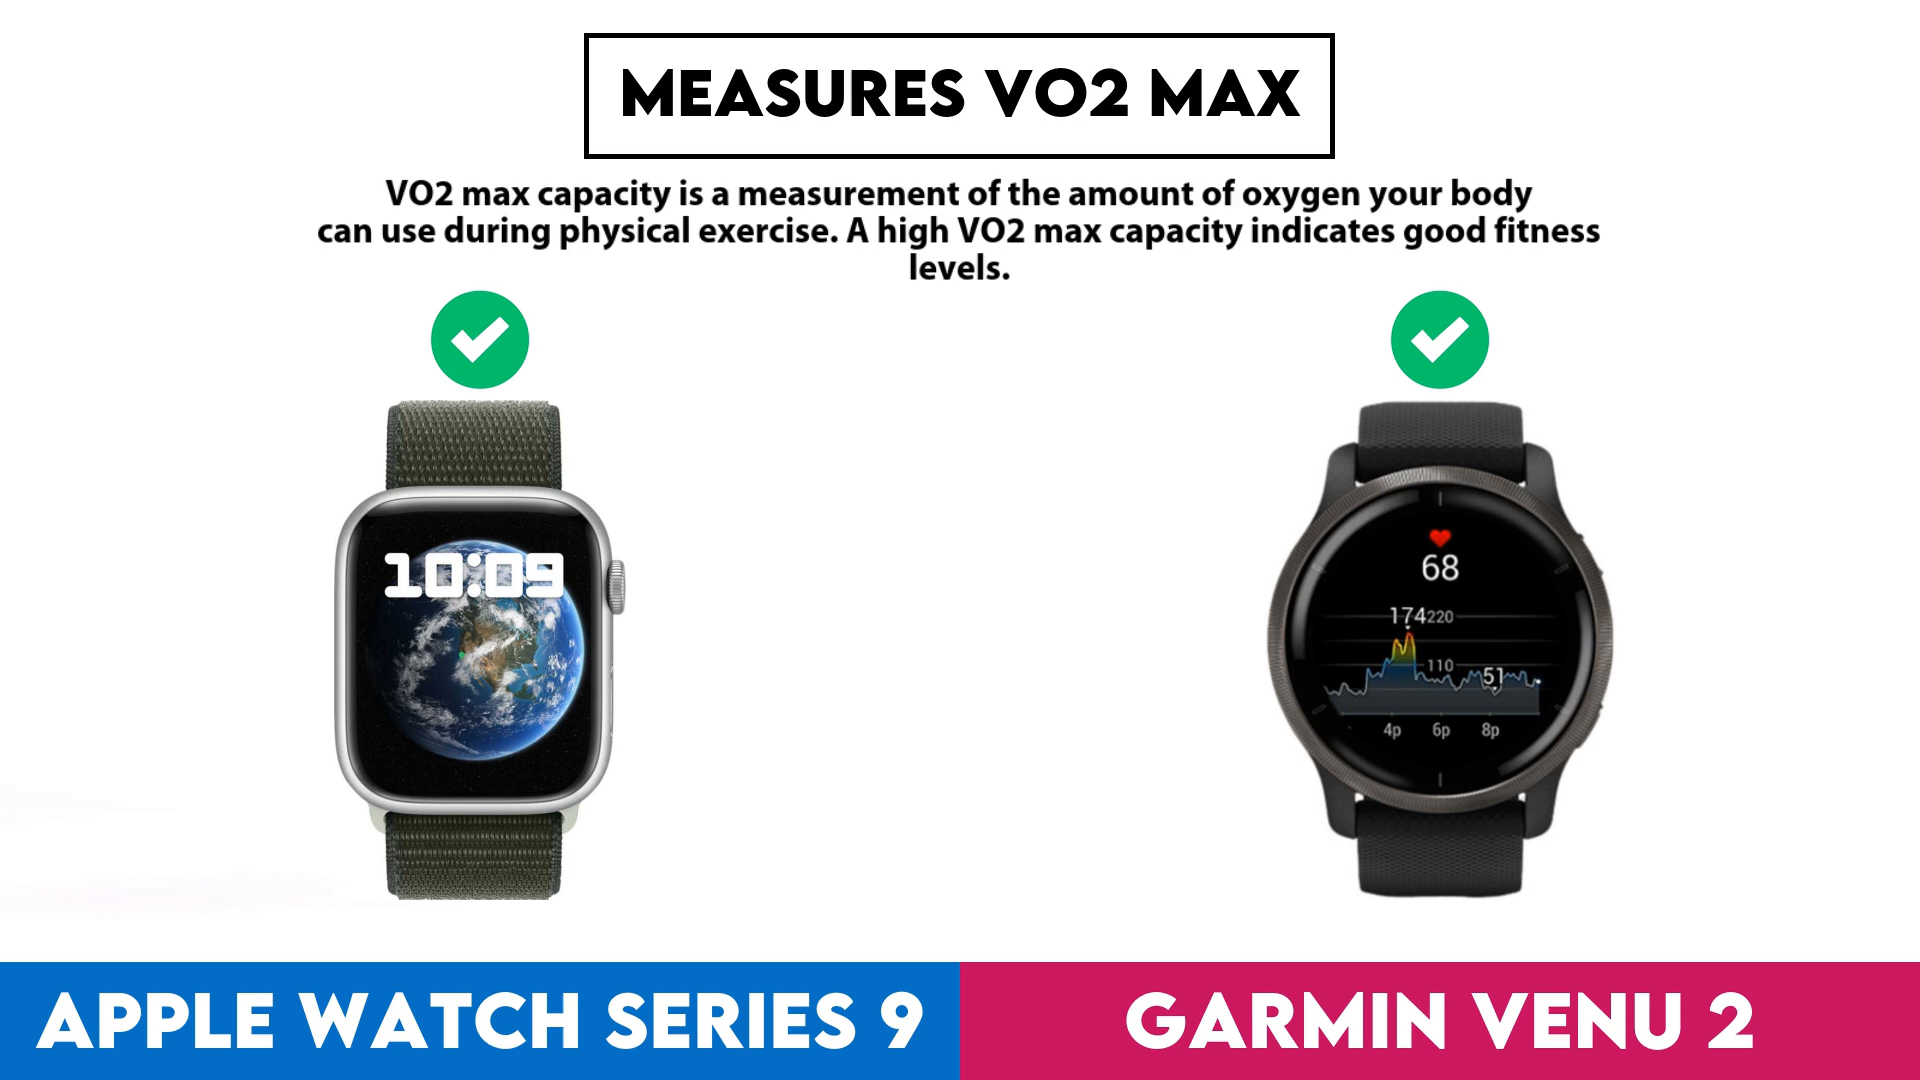 MEASURES VO2 MAX
VO2 max capacity is a measurement of the amount of oxygen your body
can use during physical exercise. A high VO2 max capacity indicates good fitness
levels.
10:09
68
174 220
110
51
4p 6p 8p
APPLE WATCH SERIES 9
GARMIN VENU 2